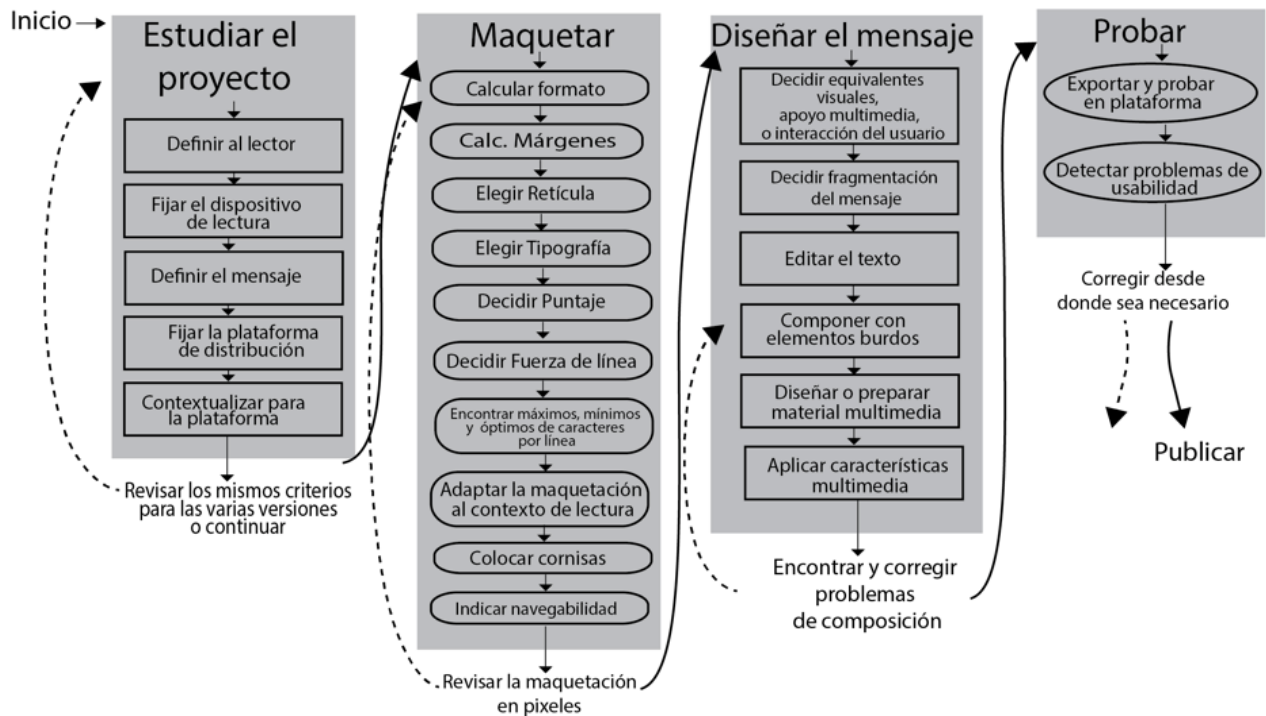 Inicio
Estudiar el
proyecto
Definir al lector
Fijar el dispositivo
de lectura
Definir el mensaje
Fijar la plataforma
de distribución
Contextualizar para
la plataforma
Revisar los mismos criterios
para las varias versiones
o continuar
Maquetar
Calcular formato
Calc. Márgenes
Elegir Retícula
Elegir Tipografía
Decidir Puntaje
Decidir Fuerza de línea
Encontrar máximos, mínimos
y óptimos de caracteres
por línea
Adaptar la maquetación
al contexto de lectura
Colocar cornisas
Indicar navegabilidad
Revisar la maquetación
en pixeles
Diseñar el mensaje
Decidir equivalentes
visuales,
apoyo multimedia,
o interacción del usuario
Decidir fragmentación
del mensaje
Editar el texto
Componer con
elementos burdos
Diseñar o preparar
material multimedia
Aplicar características
multimedia
Encontrar y corregir
problemas
de composición
Probar
Exportar y probar
en plataforma
Detectar problemas de
usabilidad
Corregir desde
donde sea necesario
Publicar